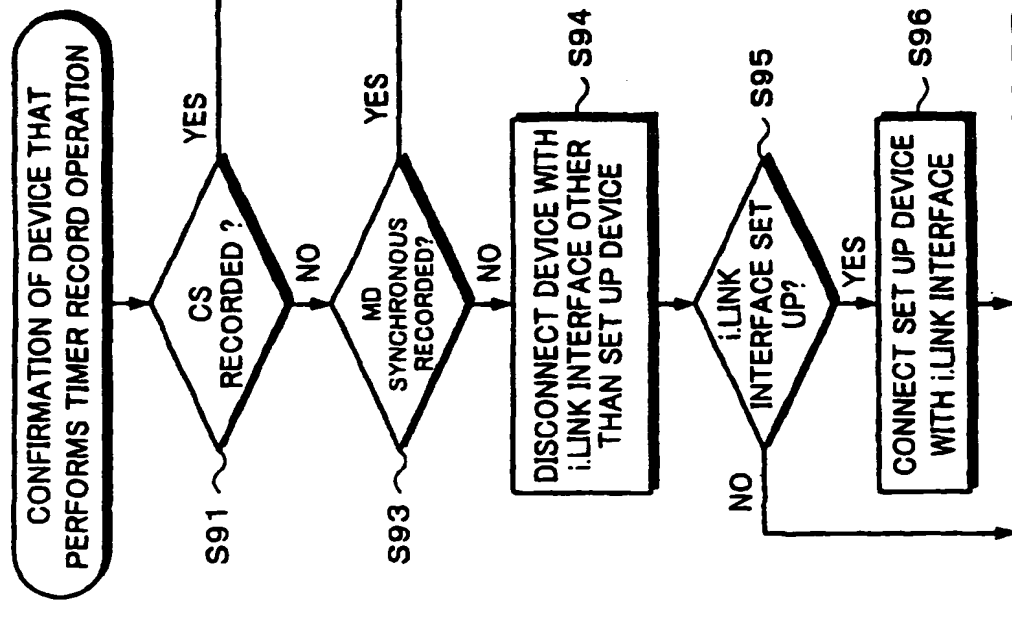 CONFIRMATION OF DEVICE THAT
PERFORMS TIMER RECORD OPERATION
CS
RECORDED ?
YES
S91
NO
MD
SYNCHRONOUS
RECORDED?
YES
S93
NO
DISCONNECT DEVICE WITH
i.LINK INTERFACE OTHER
THAN SET UP DEVICE
S94
i.LINK
INTERFACE SET
UP?
S95
NO
YES
CONNECT SET UP DEVICE
WITH i.LINK INTERFACE
S96